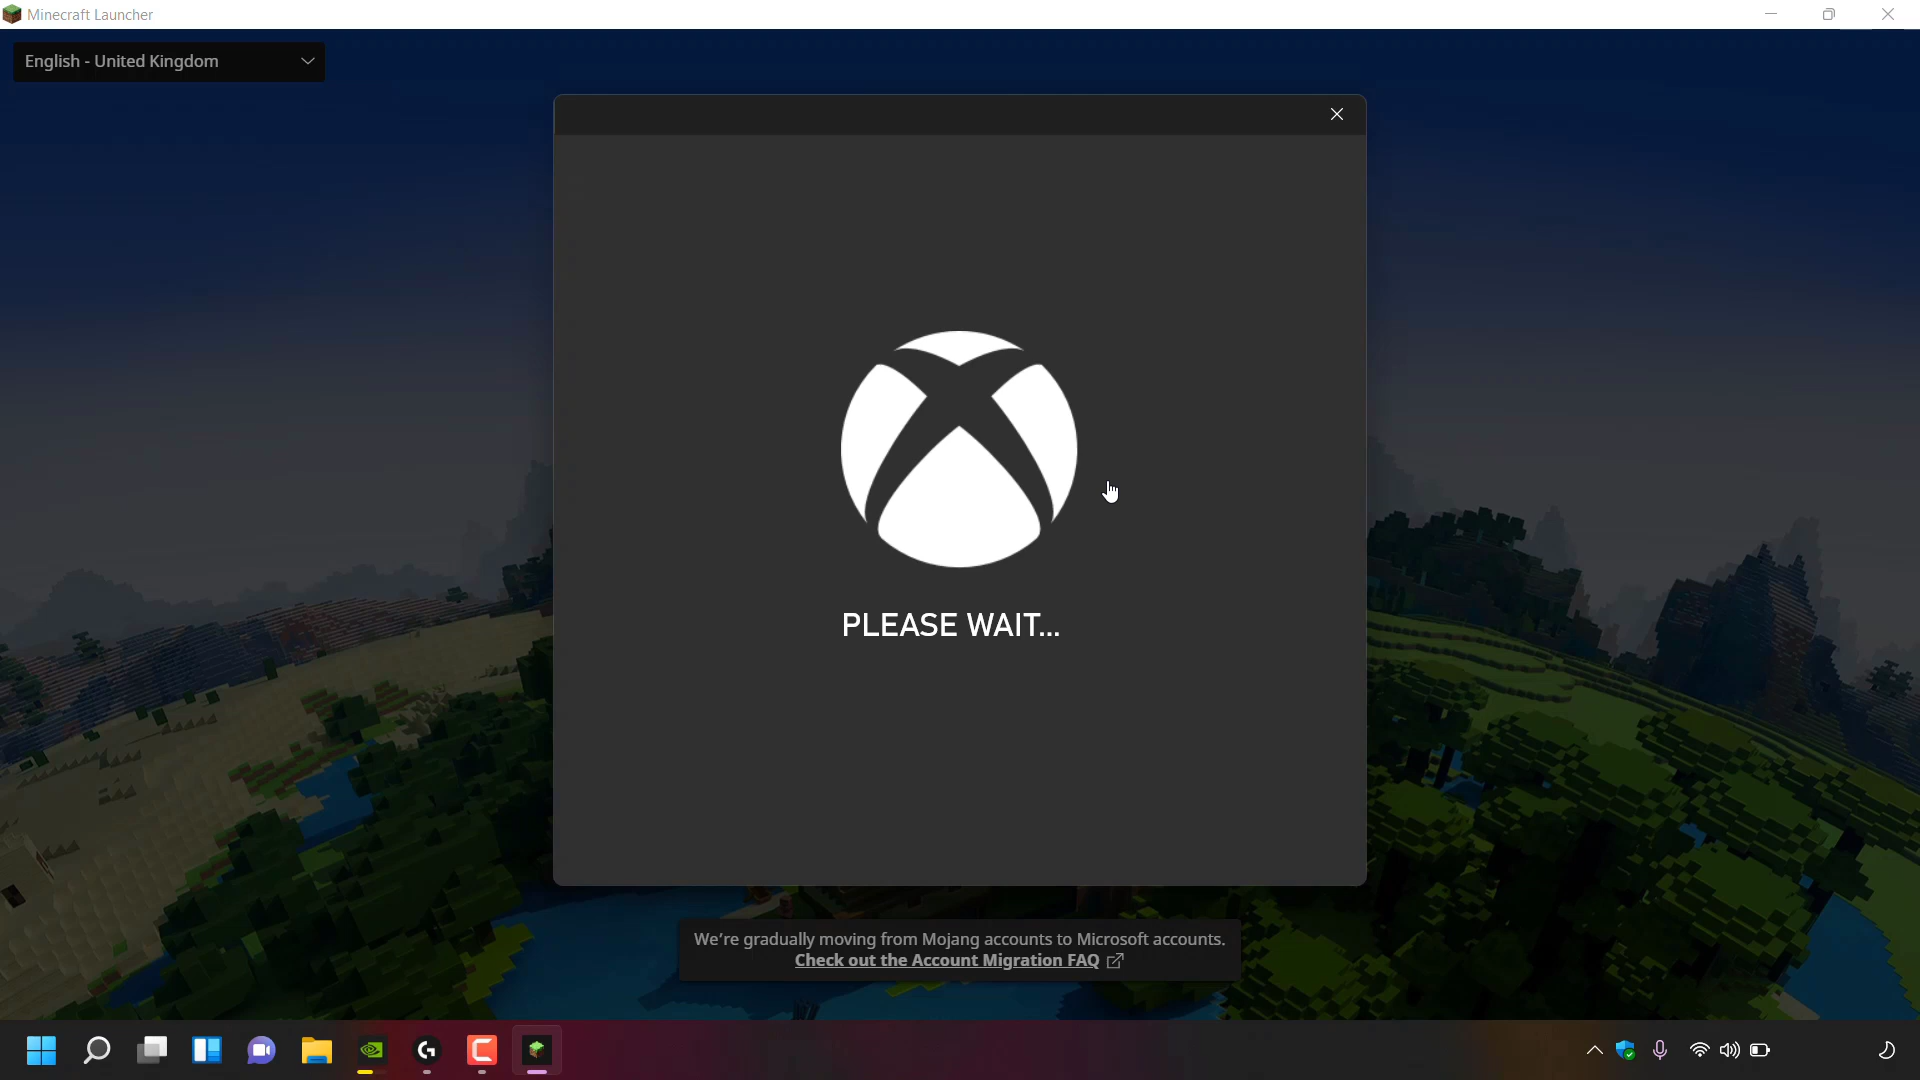 Minecraft Launcher
English - United Kingdom
PLEASE WAIT...
We're gradually moving from Mojang accounts to Microsoft accounts.
Check out the Account Migration FAQ